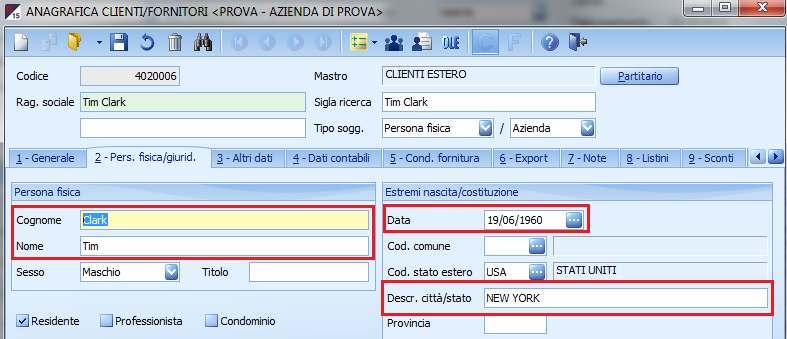 15 ANAGRAFICA CLIENTI/FORNITORI <PROVA - AZIENDA DI PROVA>
OLE C F ?
Codice 4020006 Mastro CLIENTI ESTERO Partitario
Rag. sociale Tim Clark Sigla ricerca Tim Clark
Tipo sogg. Persona fisica / Azienda
1 - Generale 2 - Pers. fisica/giurid. 3 - Altri dati 4 - Dati contabili 5 - Cond. fornitura 6 - Export 7 - Note 8 - Listini 9 - Sconti
Persona fisica Estremi nascita/costituzione
Cognome Clark Data 19/06/1960 ...
Nome Tim Cod. comune ...
Sesso Maschio Titolo Cod. stato estero USA ... STATI UNITI
Descr. città/stato NEW YORK
Residente Professionista Condominio Provincia